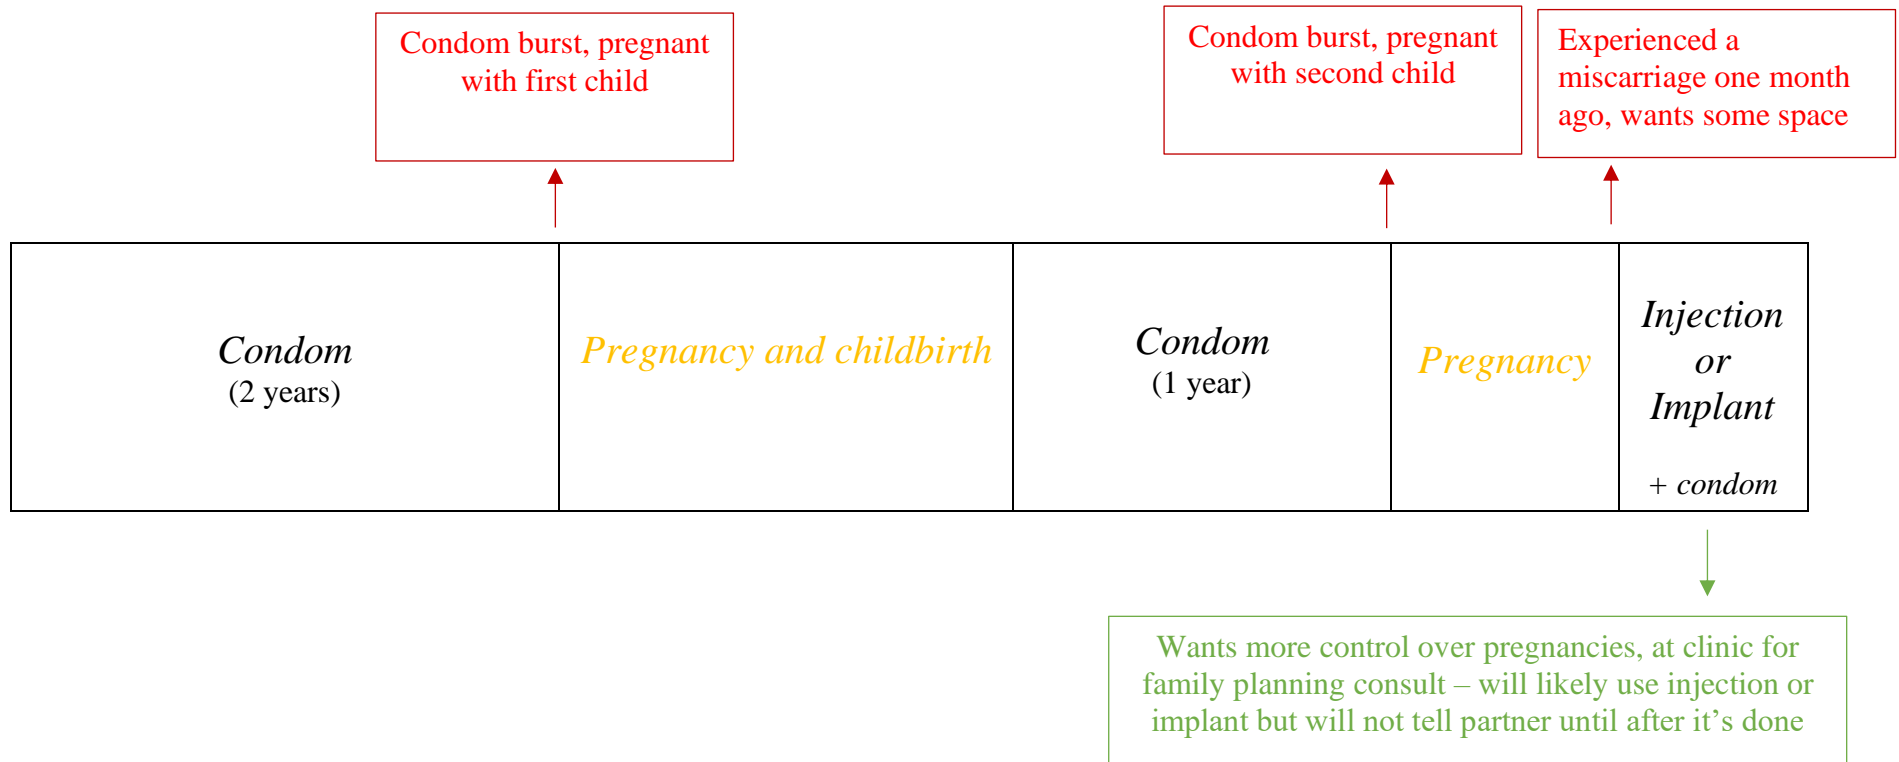 Condom burst, pregnant
with first child
Condom burst, pregnant
with second child
Experienced a
miscarriage one month
ago, wants some space
Condom
(2 years)
Pregnancy and childbirth
Condom
(1 year)
Pregnancy
Injection
or
Implant
+ condom
Wants more control over pregnancies, at clinic for
family planning consult – will likely use injection or
implant but will not tell partner until after it’s done